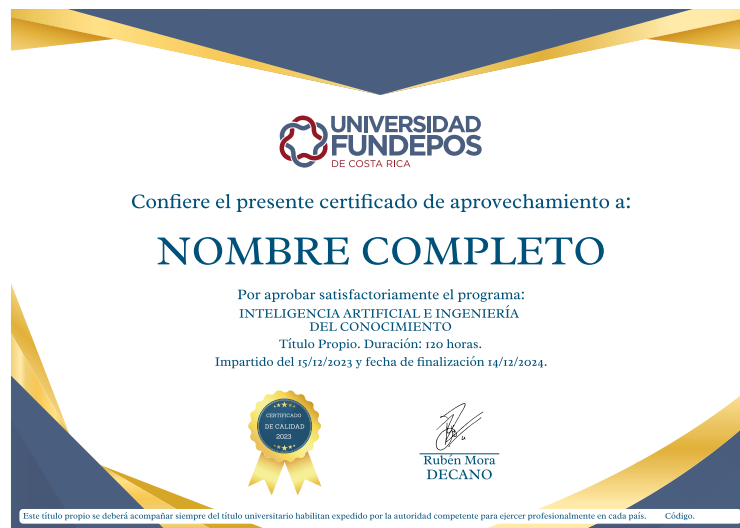 UNIVERSIDAD
FUNDEPOS
DE COSTA RICA
Confiere el presente certificado de aprovechamiento a:
NOMBRE COMPLETO
Por aprobar satisfactoriamente el programa:
INTELIGENCIA ARTIFICIAL E INGENIERÍA
DEL CONOCIMIENTO
Título Propio. Duración: 120 horas.
Impartido del 15/12/2023 y fecha de finalización 14/12/2024.
CERTIFICADO
DE CALIDAD
2023
Rubén Mora
DECANO
Este título propio se deberá acompañar siempre del título universitario habilitan expedido por la autoridad competente para ejercer profesionalmente en cada país. Código.